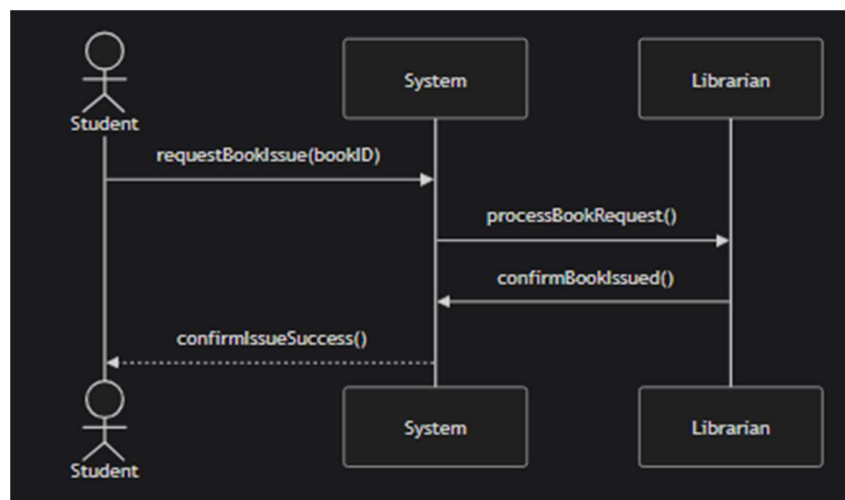 System
Librarian
Student
requestBookIssue(bookID)
processBookRequest()
confirmBookIssued()
confirmIssueSuccess()
System
Librarian
Student